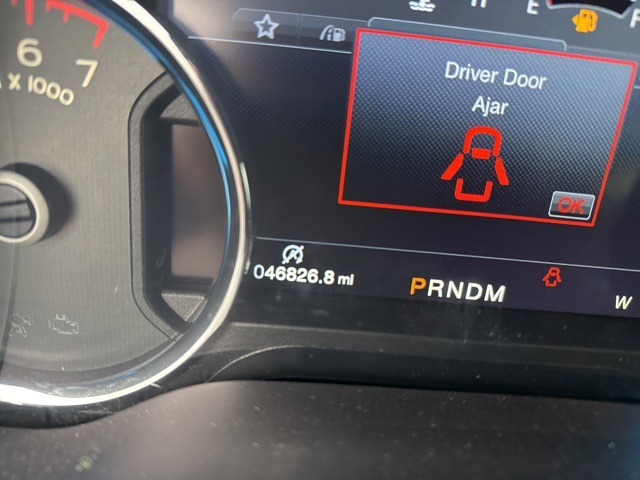 6
7
x 1000
E
F
H
Driver Door
Ajar
OK
046826.8 mi
PRNDM
W